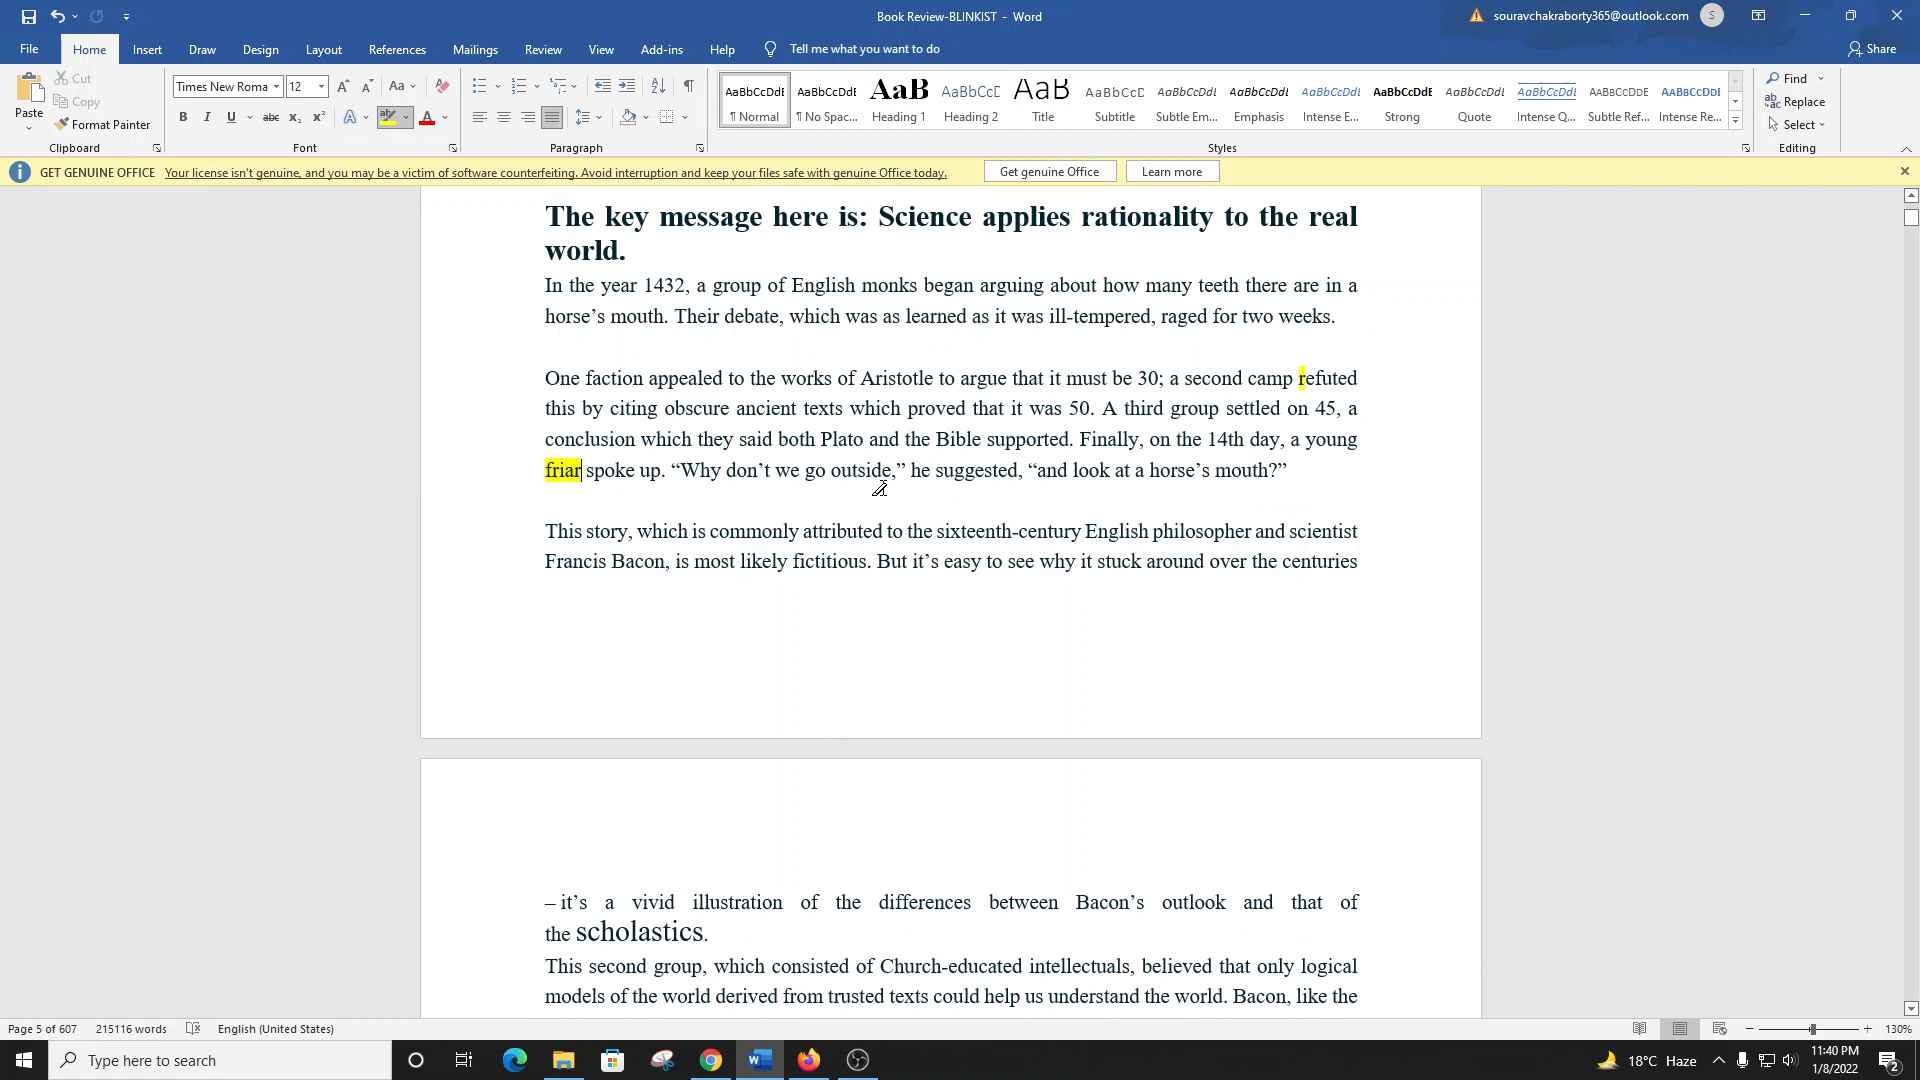 Book Review-BLINKIST - Word
souravchakraborty365@outlook.com
S
File Home Insert Draw Design Layout References Mailings Review View Add-ins Help Tell me what you want to do
Share
Paste
Cut
Copy
Format Painter
Clipboard
Times New Roma 12
Font
Paragraph
AaBbCcDdE AaBbCcDdE AaB AaBbCcD AaB AaBbCcD AaBbCcDdE AaBbCcDdE AaBbCcDdE AaBbCcDdE AaBbCcDdE AaBbCcDdE AABBCCDDE AABBCCDDE
¶ Normal ¶ No Spac... Heading 1 Heading 2 Title Subtitle Subtle Em... Emphasis Intense E... Strong Quote Intense Q... Subtle Ref... Intense Re...
Styles
Find
Replace
Select
Editing
GET GENUINE OFFICE Your license isn't genuine, and you may be a victim of software counterfeiting. Avoid interruption and keep your files safe with genuine Office today. Get genuine Office Learn more
The key message here is: Science applies rationality to the real
world.
In the year 1432, a group of English monks began arguing about how many teeth there are in a
horse’s mouth. Their debate, which was as learned as it was ill-tempered, raged for two weeks.
One faction appealed to the works of Aristotle to argue that it must be 30; a second camp refuted
this by citing obscure ancient texts which proved that it was 50. A third group settled on 45, a
conclusion which they said both Plato and the Bible supported. Finally, on the 14th day, a young
friar spoke up. “Why don’t we go outside,” he suggested, “and look at a horse’s mouth?”
This story, which is commonly attributed to the sixteenth-century English philosopher and scientist
Francis Bacon, is most likely fictitious. But it’s easy to see why it stuck around over the centuries
– it’s a vivid illustration of the differences between Bacon’s outlook and that of
the scholastics.
This second group, which consisted of Church-educated intellectuals, believed that only logical
models of the world derived from trusted texts could help us understand the world. Bacon, like the
Page 5 of 607 215116 words English (United States)
130%
Type here to search
18°C Haze
11:40 PM
1/8/2022
2